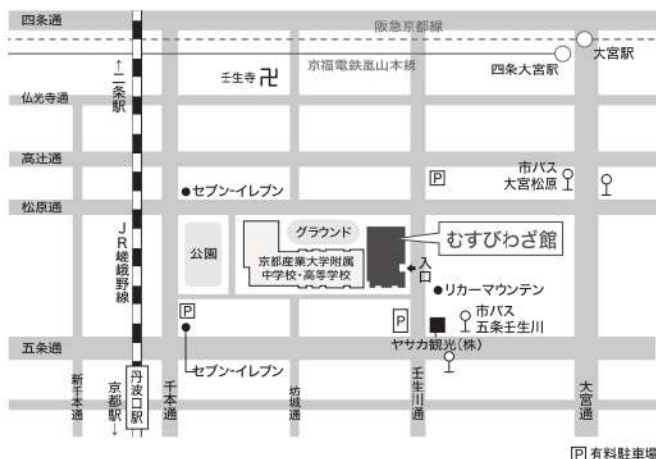 四条通
阪急京都線
大宮駅
京福電鉄嵐山本線
四条大宮駅
↑二条駅
壬生寺
仏光寺通
高辻通
P
市バス
大宮松原
セブン-イレブン
松原通
JR嵯峨野線
公園
グラウンド
京都産業大学附属
中学校・高等学校
むすびわざ館
入口
リカーマウンテン
P
P
市バス
五条壬生川
ヤサカ観光(株)
五条通
セブン-イレブン
新千本通
京都駅→
丹波口駅
千本通
坊城通
壬生川通
大宮通
P 有料駐車場